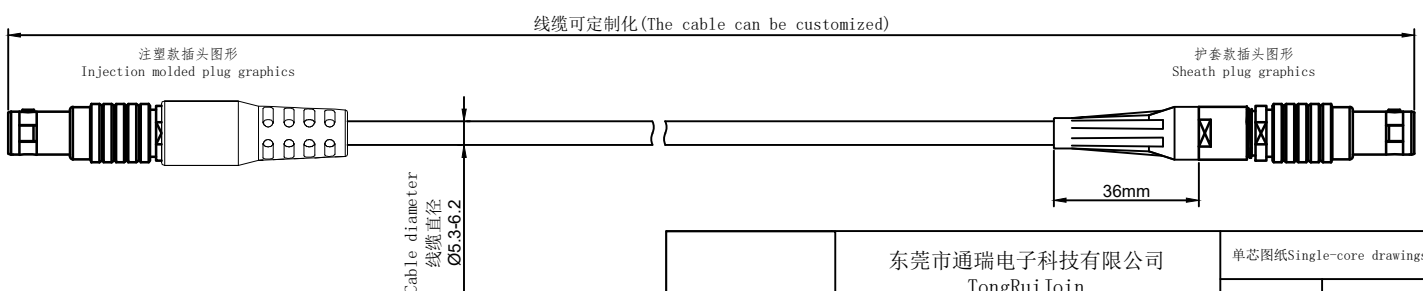 线缆可定制化(The cable can be customized)
注塑款插头图形
Injection molded plug graphics
护套款插头图形
Sheath plug graphics
36mm
Cable diameter
线缆直径
Ø5.3-6.2
东莞市通瑞电子科技有限公司
TongRuiJoin
单芯图纸Single-core drawings